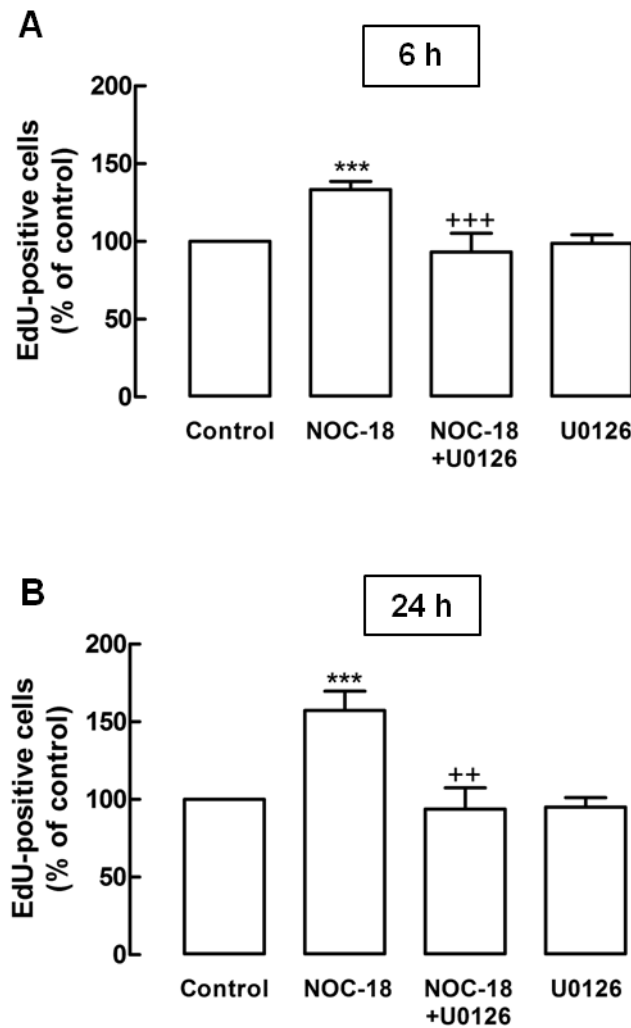 A
6 h
EdU-positive cells
(% of control)
200
150
100
50
0
***
+++
Control
NOC-18
NOC-18
+U0126
U0126
B
24 h
EdU-positive cells
(% of control)
200
150
100
50
0
***
++
Control
NOC-18
NOC-18
+U0126
U0126